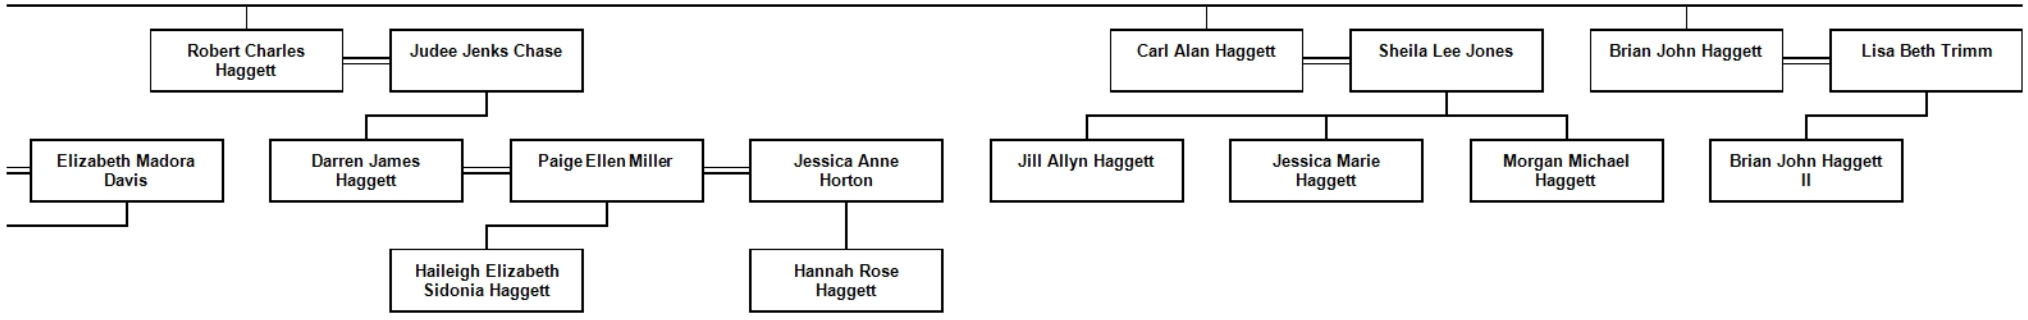 Robert Charles
Haggett
Judee Jenks Chase
Carl Alan Haggett
Sheila Lee Jones
Brian John Haggett
Lisa Beth Trimm
Elizabeth Madora
Davis
Darren James
Haggett
Paige Ellen Miller
Jessica Anne
Horton
Jill Allyn Haggett
Jessica Marie
Haggett
Morgan Michael
Haggett
Brian John Haggett
II
Haileigh Elizabeth
Sidonia Haggett
Hannah Rose
Haggett